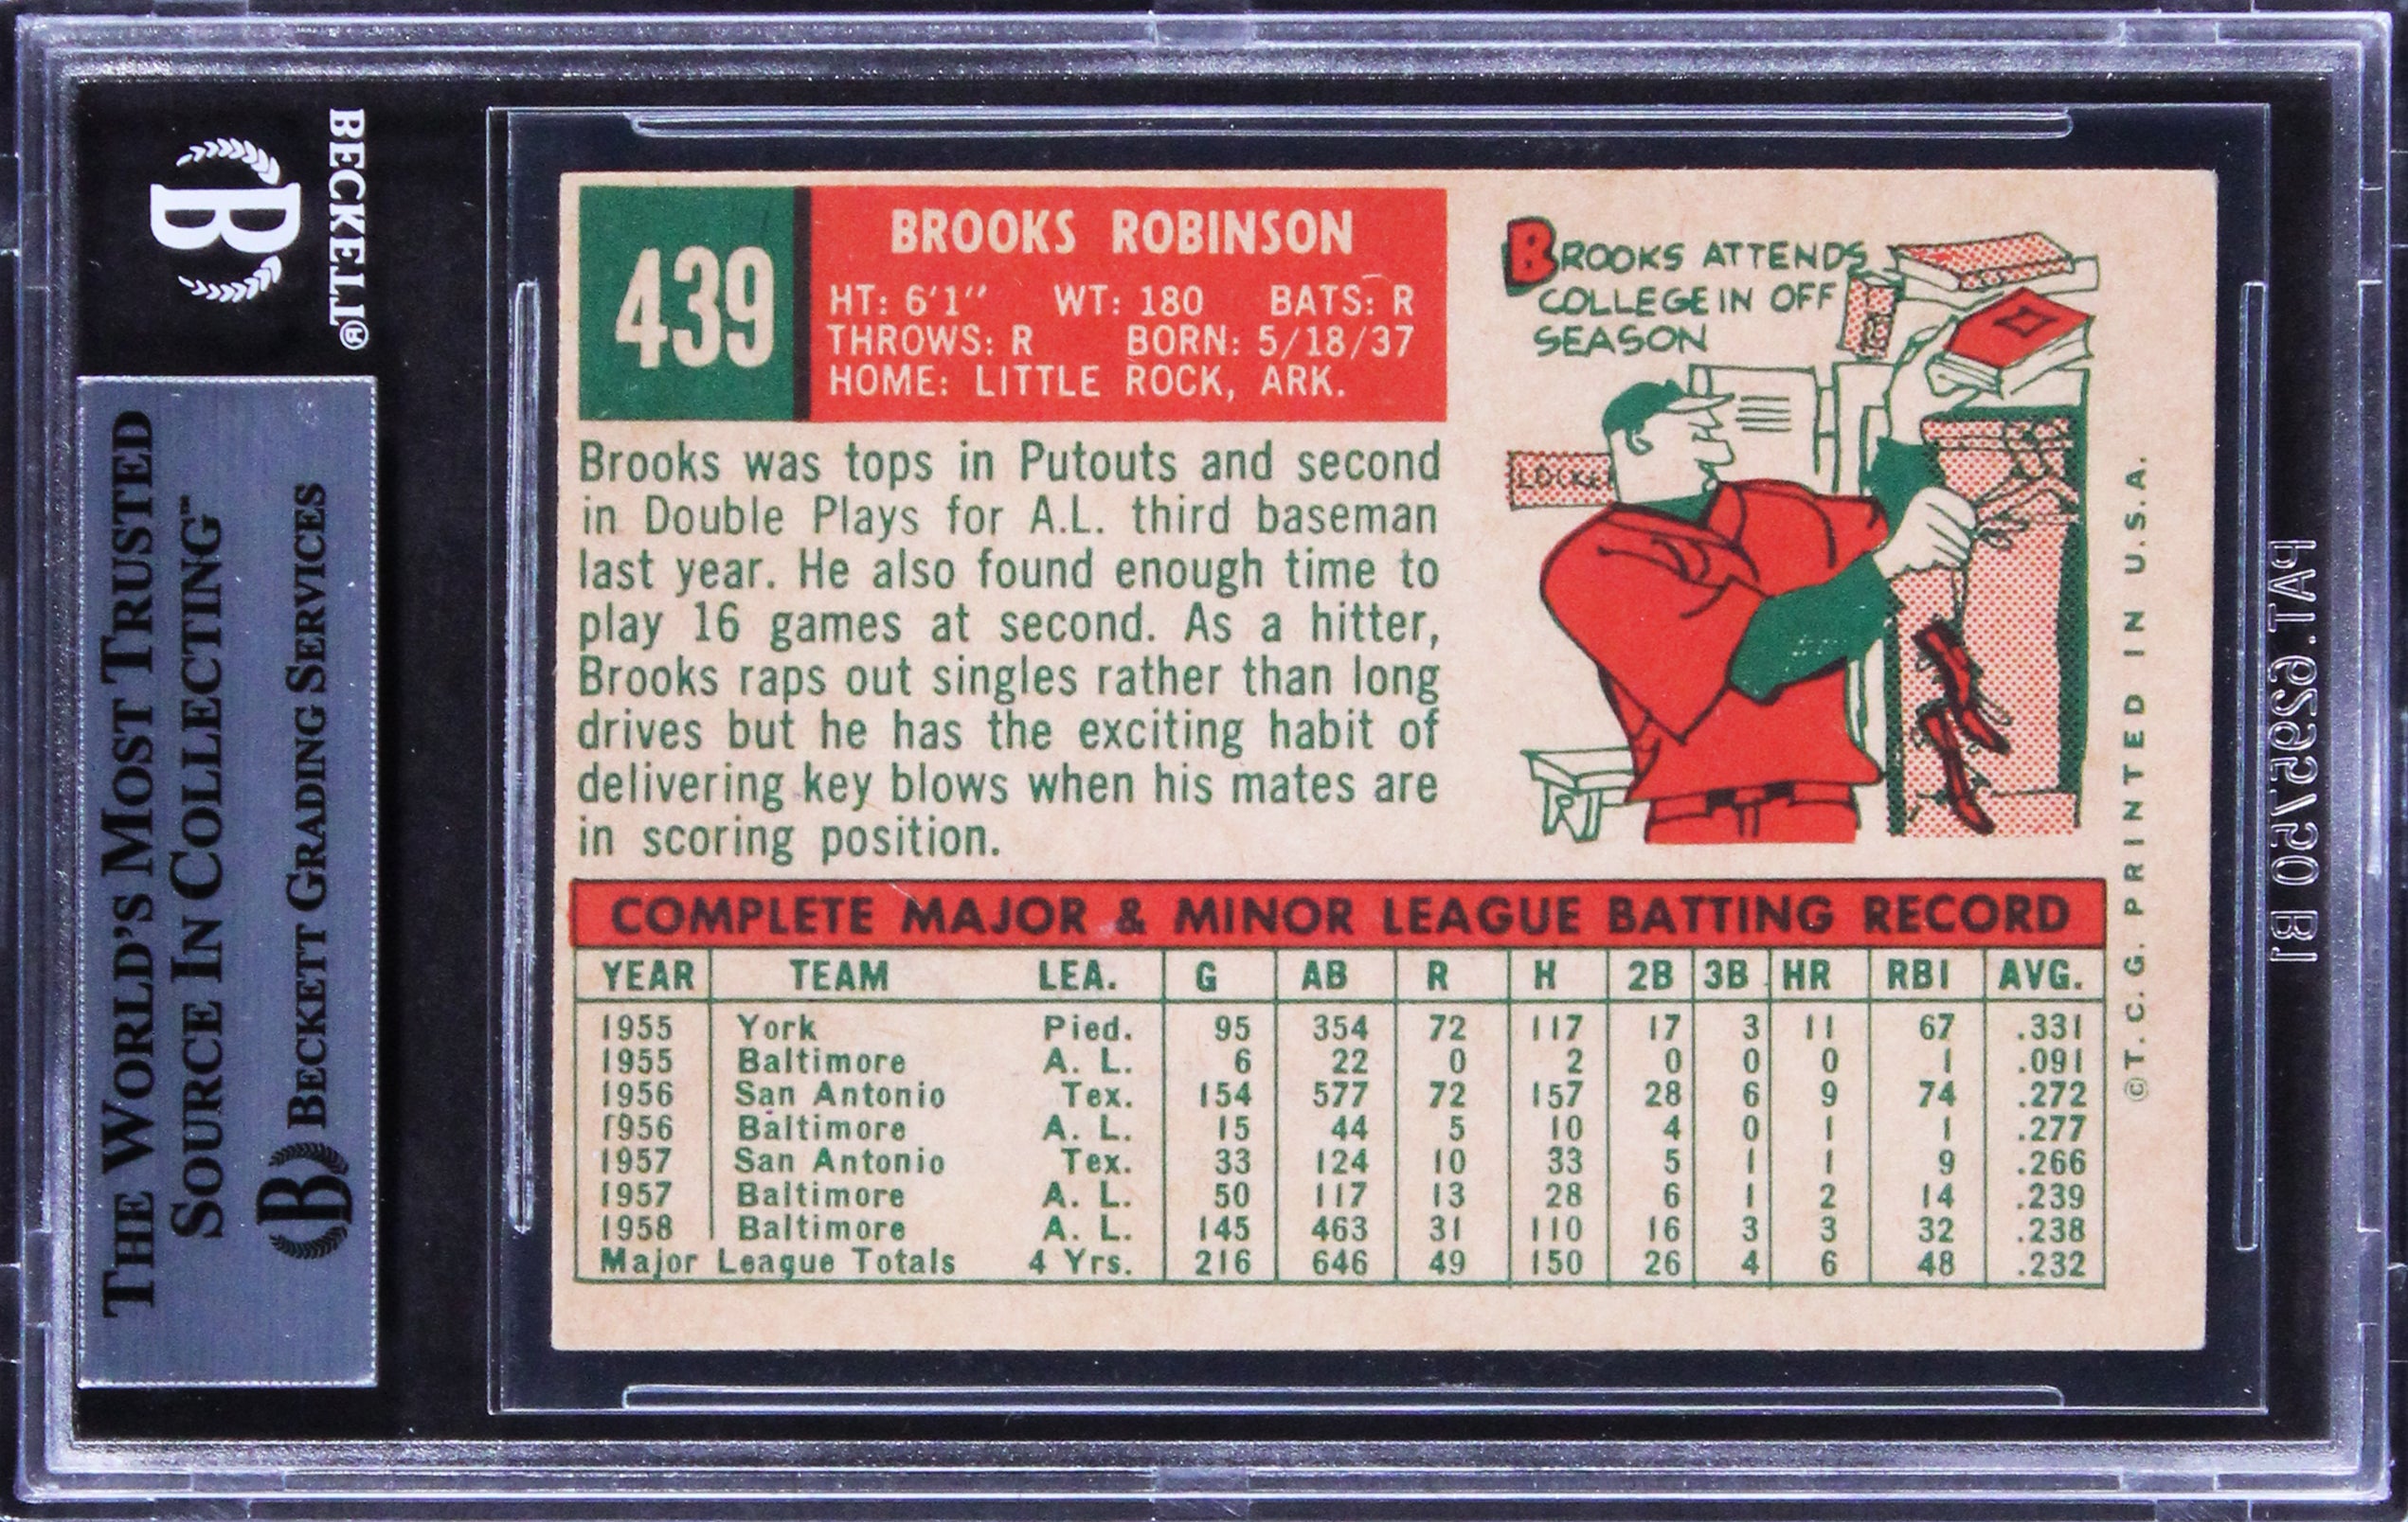 BECKETT®
B
THE WORLD'S MOST TRUSTED
SOURCE IN COLLECTING™
B BECKETT GRADING SERVICES
439
BROOKS ROBINSON
HT: 6'1" WT: 180 BATS: R
THROWS: R BORN: 5/18/37
HOME: LITTLE ROCK, ARK.
BROOKS ATTENDS
COLLEGE IN OFF
SEASON
LOCKE
Brooks was tops in Putouts and second
in Double Plays for A.L. third baseman
last year. He also found enough time to
play 16 games at second. As a hitter,
Brooks raps out singles rather than long
drives but he has the exciting habit of
delivering key blows when his mates are
in scoring position.
COMPLETE MAJOR & MINOR LEAGUE BATTING RECORD
YEAR TEAM LEA. G AB R H 2B 3B HR RBI AVG.
1955 York Pied. 95 354 72 117 17 3 11 67 .331
1955 Baltimore A. L. 6 22 0 2 0 0 0 1 .091
1956 San Antonio Tex. 154 577 72 157 28 6 9 74 .272
1956 Baltimore A. L. 15 44 5 10 4 0 1 1 .277
1957 San Antonio Tex. 33 124 10 33 5 1 1 9 .266
1957 Baltimore A. L. 50 117 13 28 6 1 2 14 .239
1958 Baltimore A. L. 145 463 31 110 16 3 3 32 .238
Major League Totals 4 Yrs. 216 646 49 150 26 4 6 48 .232
©T. C. G. PRINTED IN U.S.A.
PAT. 6295750 B1